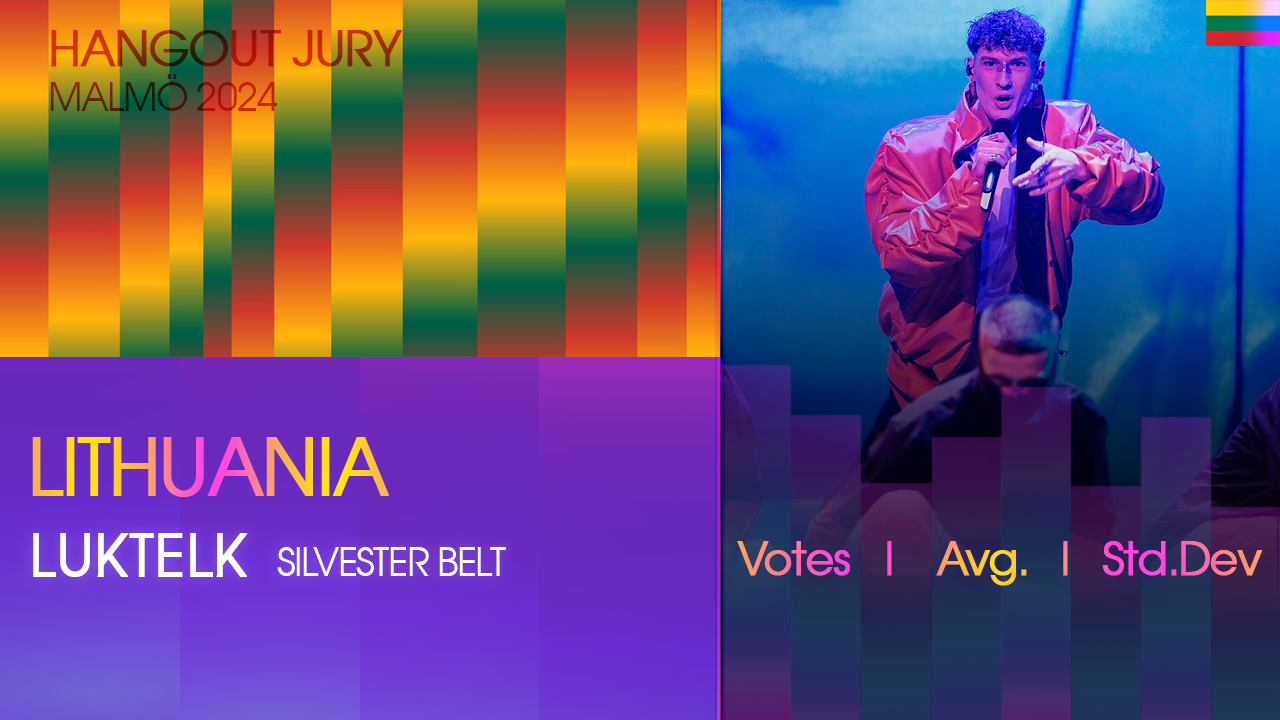 HANGOUT JURY
MALMÖ 2024
LITHUANIA
LUKTELK SILVESTER BELT
Votes | Avg. | Std.Dev